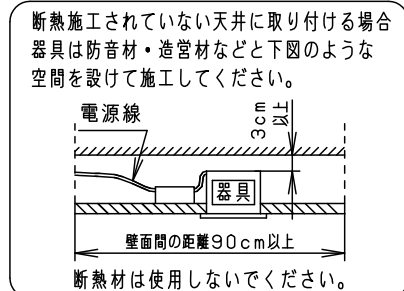 断熱施工されていない天井に取り付ける場合
器具は防音材・造営材などと下図のような
空間を設けて施工してください。
電源線
3cm
以上
器具
壁面間の距離90cm以上
断熱材は使用しないでください。